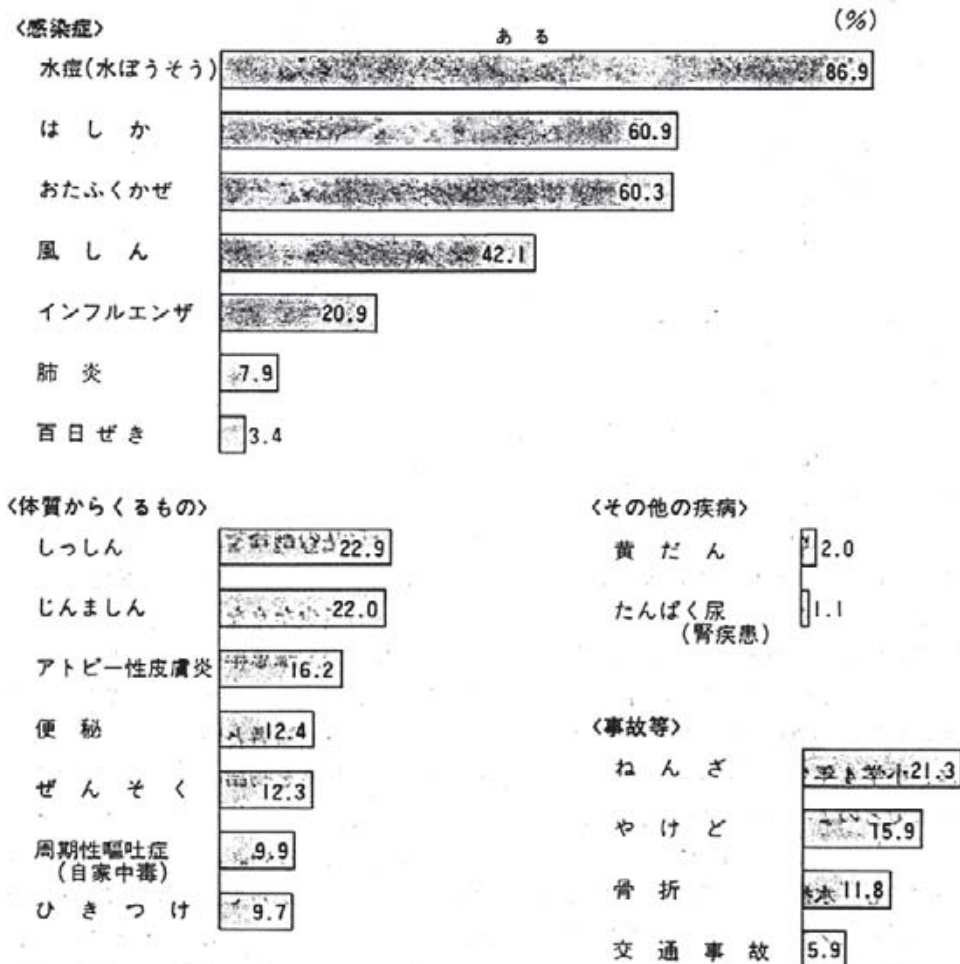 (%)
〈感染症〉
ある
水痘(水ぼうそう) 86.9
はしか 60.9
おたふくかぜ 60.3
風しん 42.1
インフルエンザ 20.9
肺炎 7.9
百日ぜき 3.4
〈体質からくるもの〉
しっしん 22.9
じんましん 22.0
アトピー性皮膚炎 16.2
便秘 12.4
ぜんそく 12.3
周期性嘔吐症
(自家中毒) 9.9
ひきつけ 9.7
〈その他の疾病〉
黄だん 2.0
たんぱく尿 1.1
(腎疾患)
〈事故等〉
ねんざ 21.3
やけど 15.9
骨折 11.8
交通事故 5.9